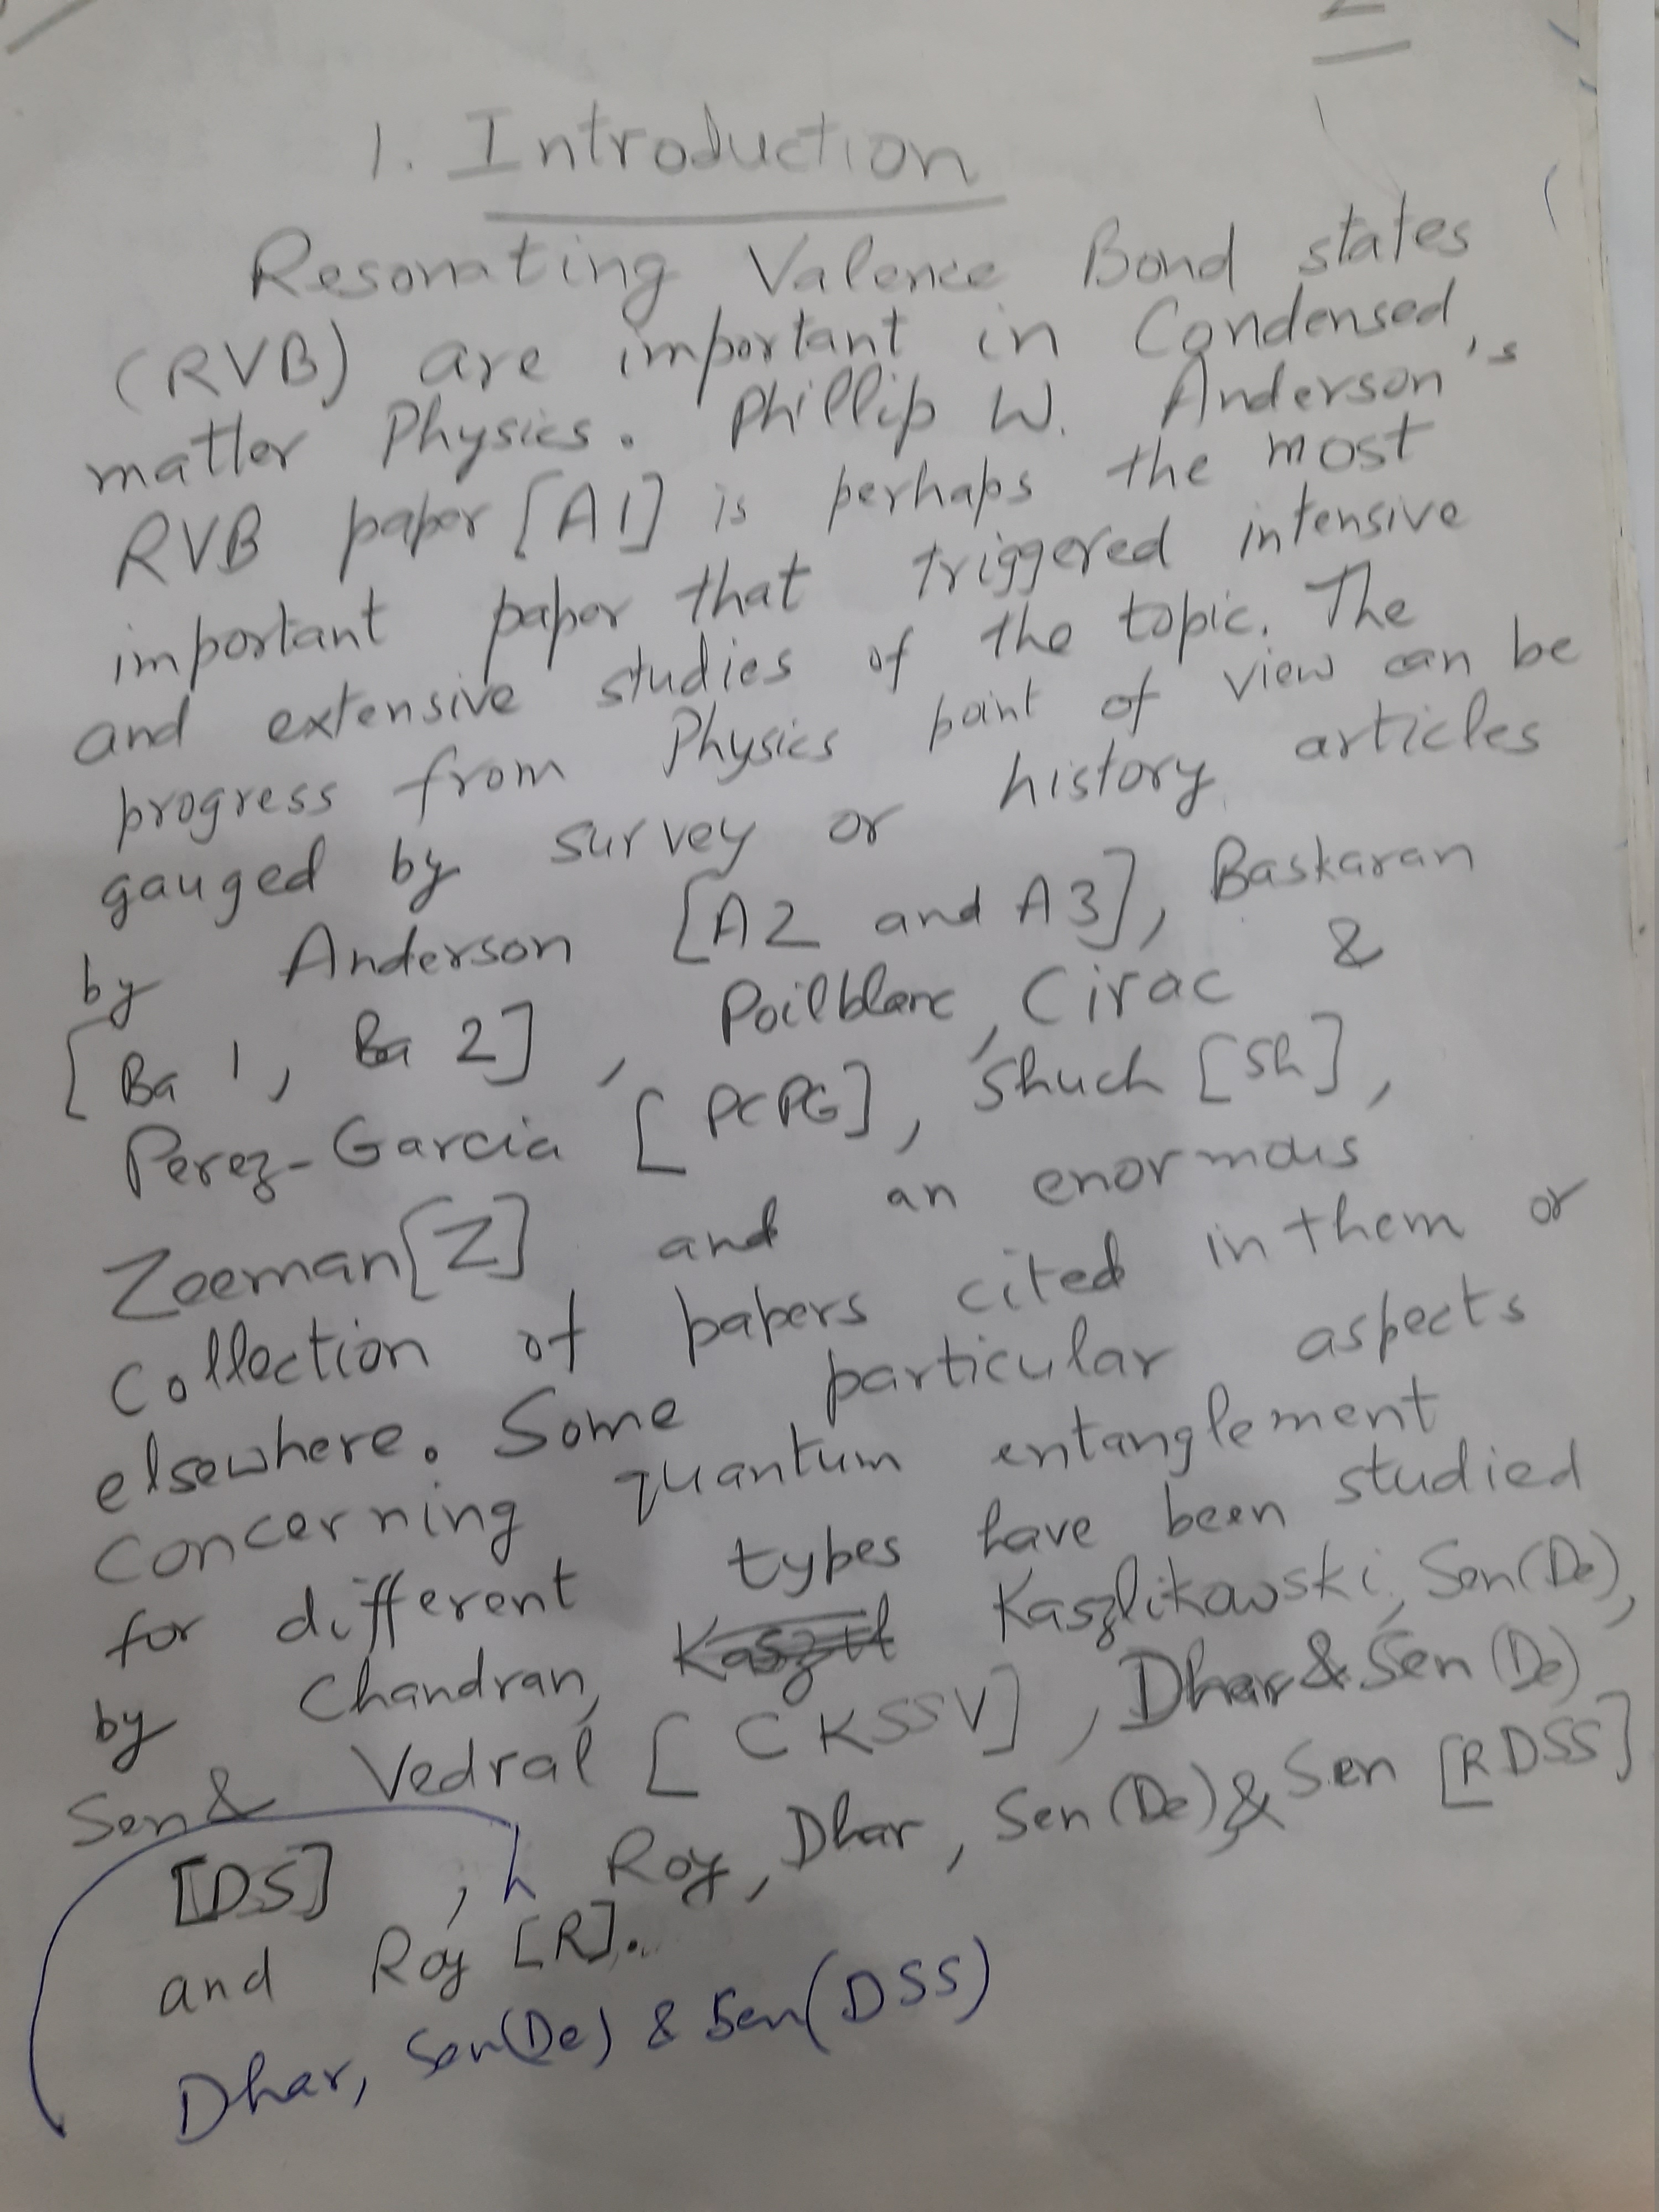 1. Introduction
Resonating Valence Bond states
(RVB) are important in Condensed
matter Physics. Phillip W. Anderson's
RVB paper [A1] is perhaps the most
important paper that triggered intensive
and extensive studies of the topic. The
progress from Physics point of view can be
gauged by survey or history articles
by Anderson [A2 and A3], Baskaran
[Ba 1, Ba 2], Poilblanc, Cirac &
Perez-Garcia [PCPG], Shuch [Sh],
Zeeman [Z] and an enormous
Collection of papers cited in them or
elsewhere. Some particular aspects
concerning quantum entanglement
for different types have been studied
by Chandran, Kaszlikowski, Sen(De),
Sen & Vedral [CKSSV], Dhar & Sen (De)
[DS], Roy, Dhar, Sen (De) & Sen [RDSS]
and Roy [R].
Dhar, Sen(De) & Sen (DSS)